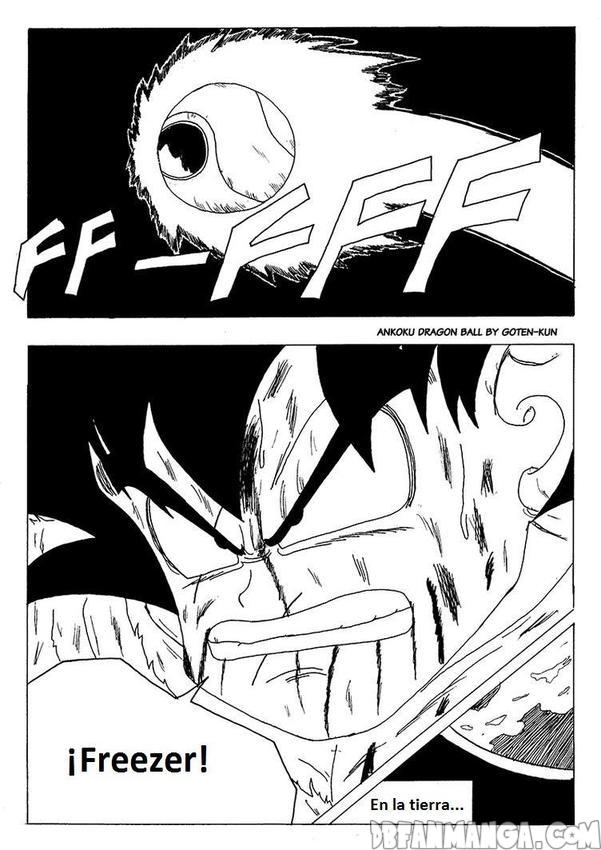 FF-FFF
ANKOKU DRAGON BALL BY GOTEN-KUN
¡Freezer!
En la tierra...
DBFANMANGA.COM